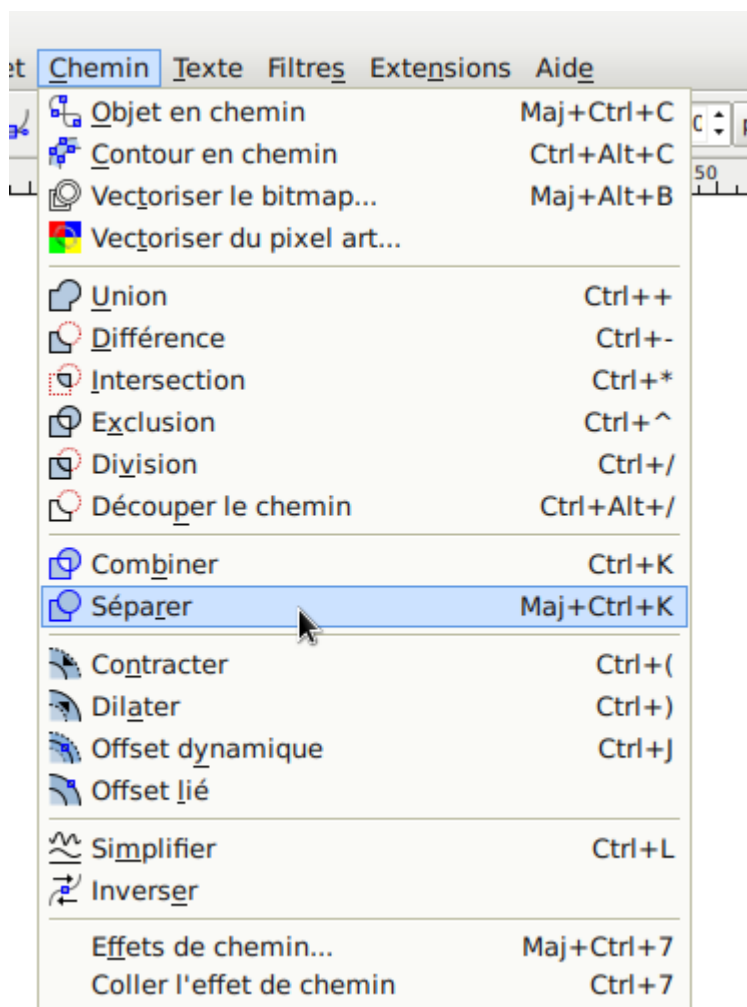 et Chemin Texte Filtres Extensions Aide
Objet en chemin Maj+Ctrl+C
Contour en chemin Ctrl+Alt+C
50
Vectoriser le bitmap... Maj+Alt+B
Vectoriser du pixel art...
Union Ctrl++
Différence Ctrl+-
Intersection Ctrl+*
Exclusion Ctrl+^
Division Ctrl+/
Découper le chemin Ctrl+Alt+/
Combiner Ctrl+K
Séparer Maj+Ctrl+K
Contracter Ctrl+(
Dilater Ctrl+)
Offset dynamique Ctrl+J
Offset lié
Simplifier Ctrl+L
Inverser
Effets de chemin... Maj+Ctrl+7
Coller l'effet de chemin Ctrl+7